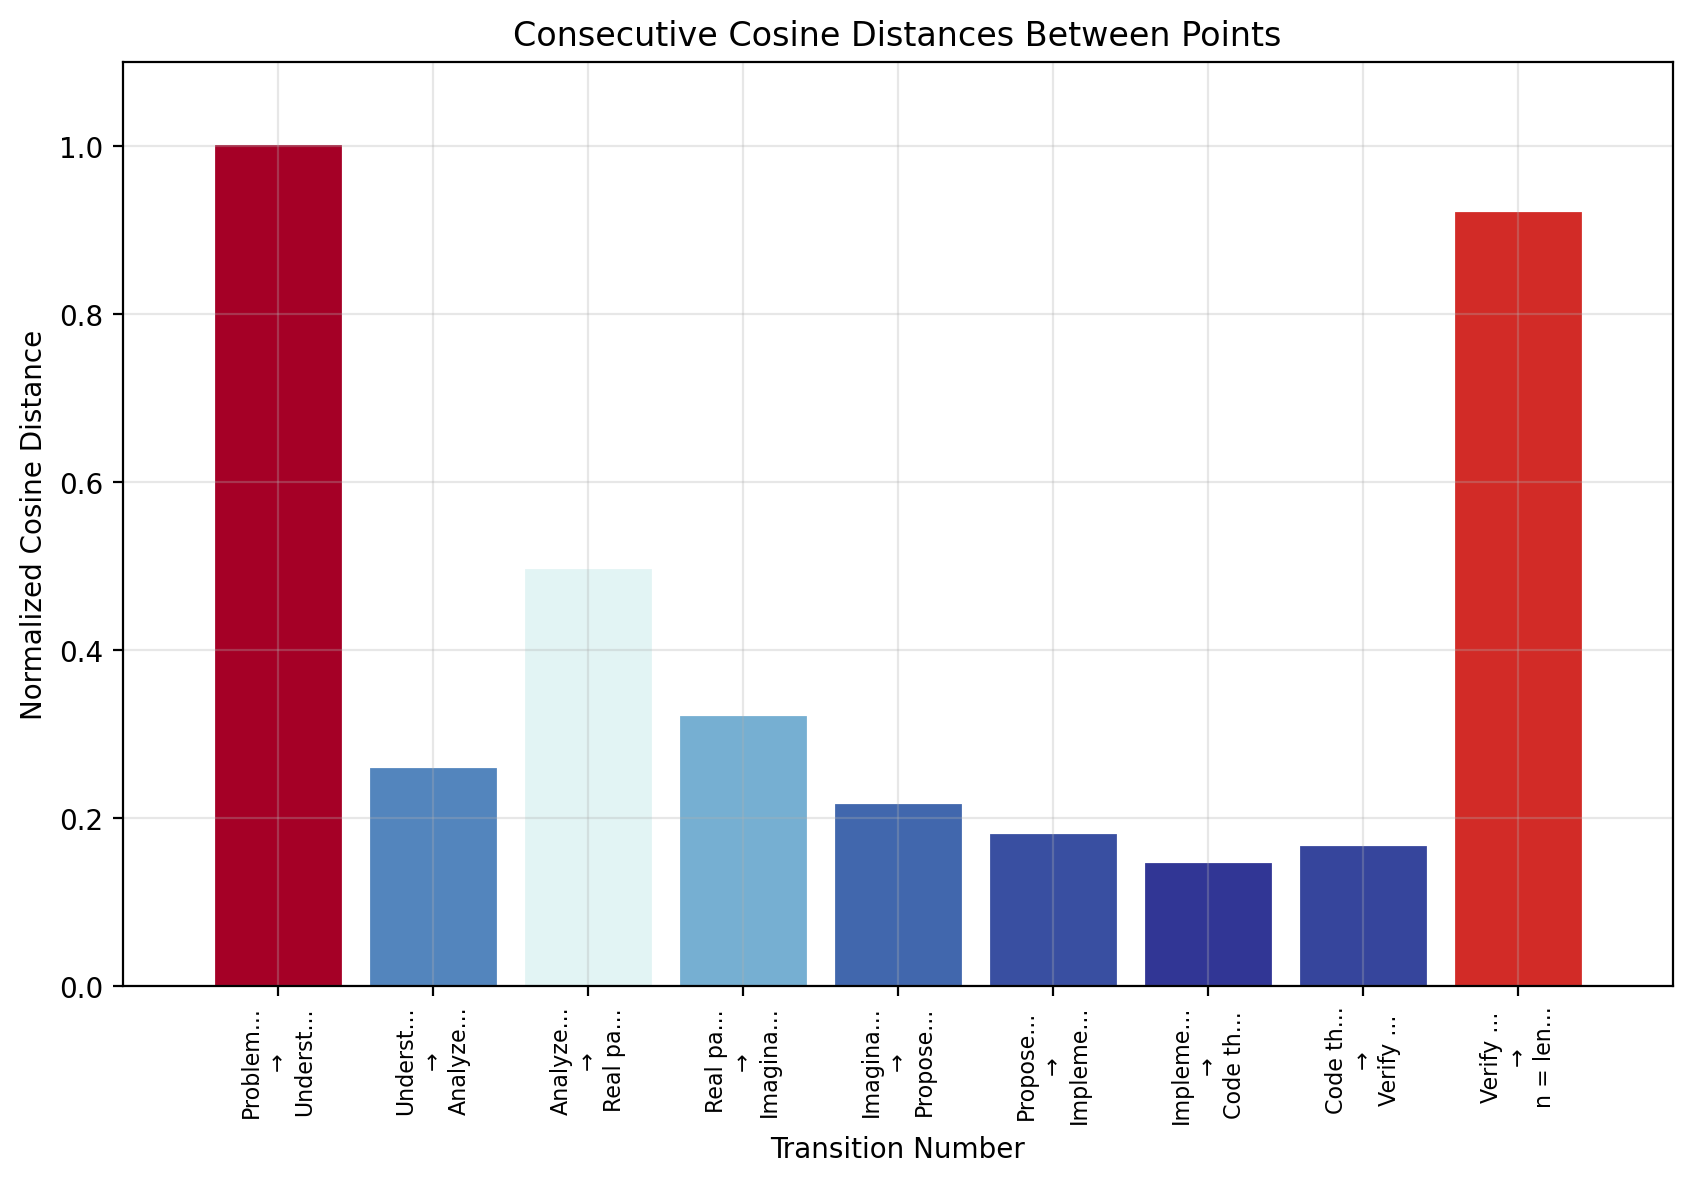 Consecutive Cosine Distances Between Points
Normalized Cosine Distance
1.0
0.8
0.6
0.4
0.2
0.0
Problem...
→
Underst...
Underst...
→
Analyze...
Analyze...
→
Real pa...
Real pa...
→
Imagina...
Imagina...
→
Propose...
Propose...
→
Impleme...
Impleme...
→
Code th...
Code th...
→
Verify ...
Verify ...
→
n = len...
Transition Number